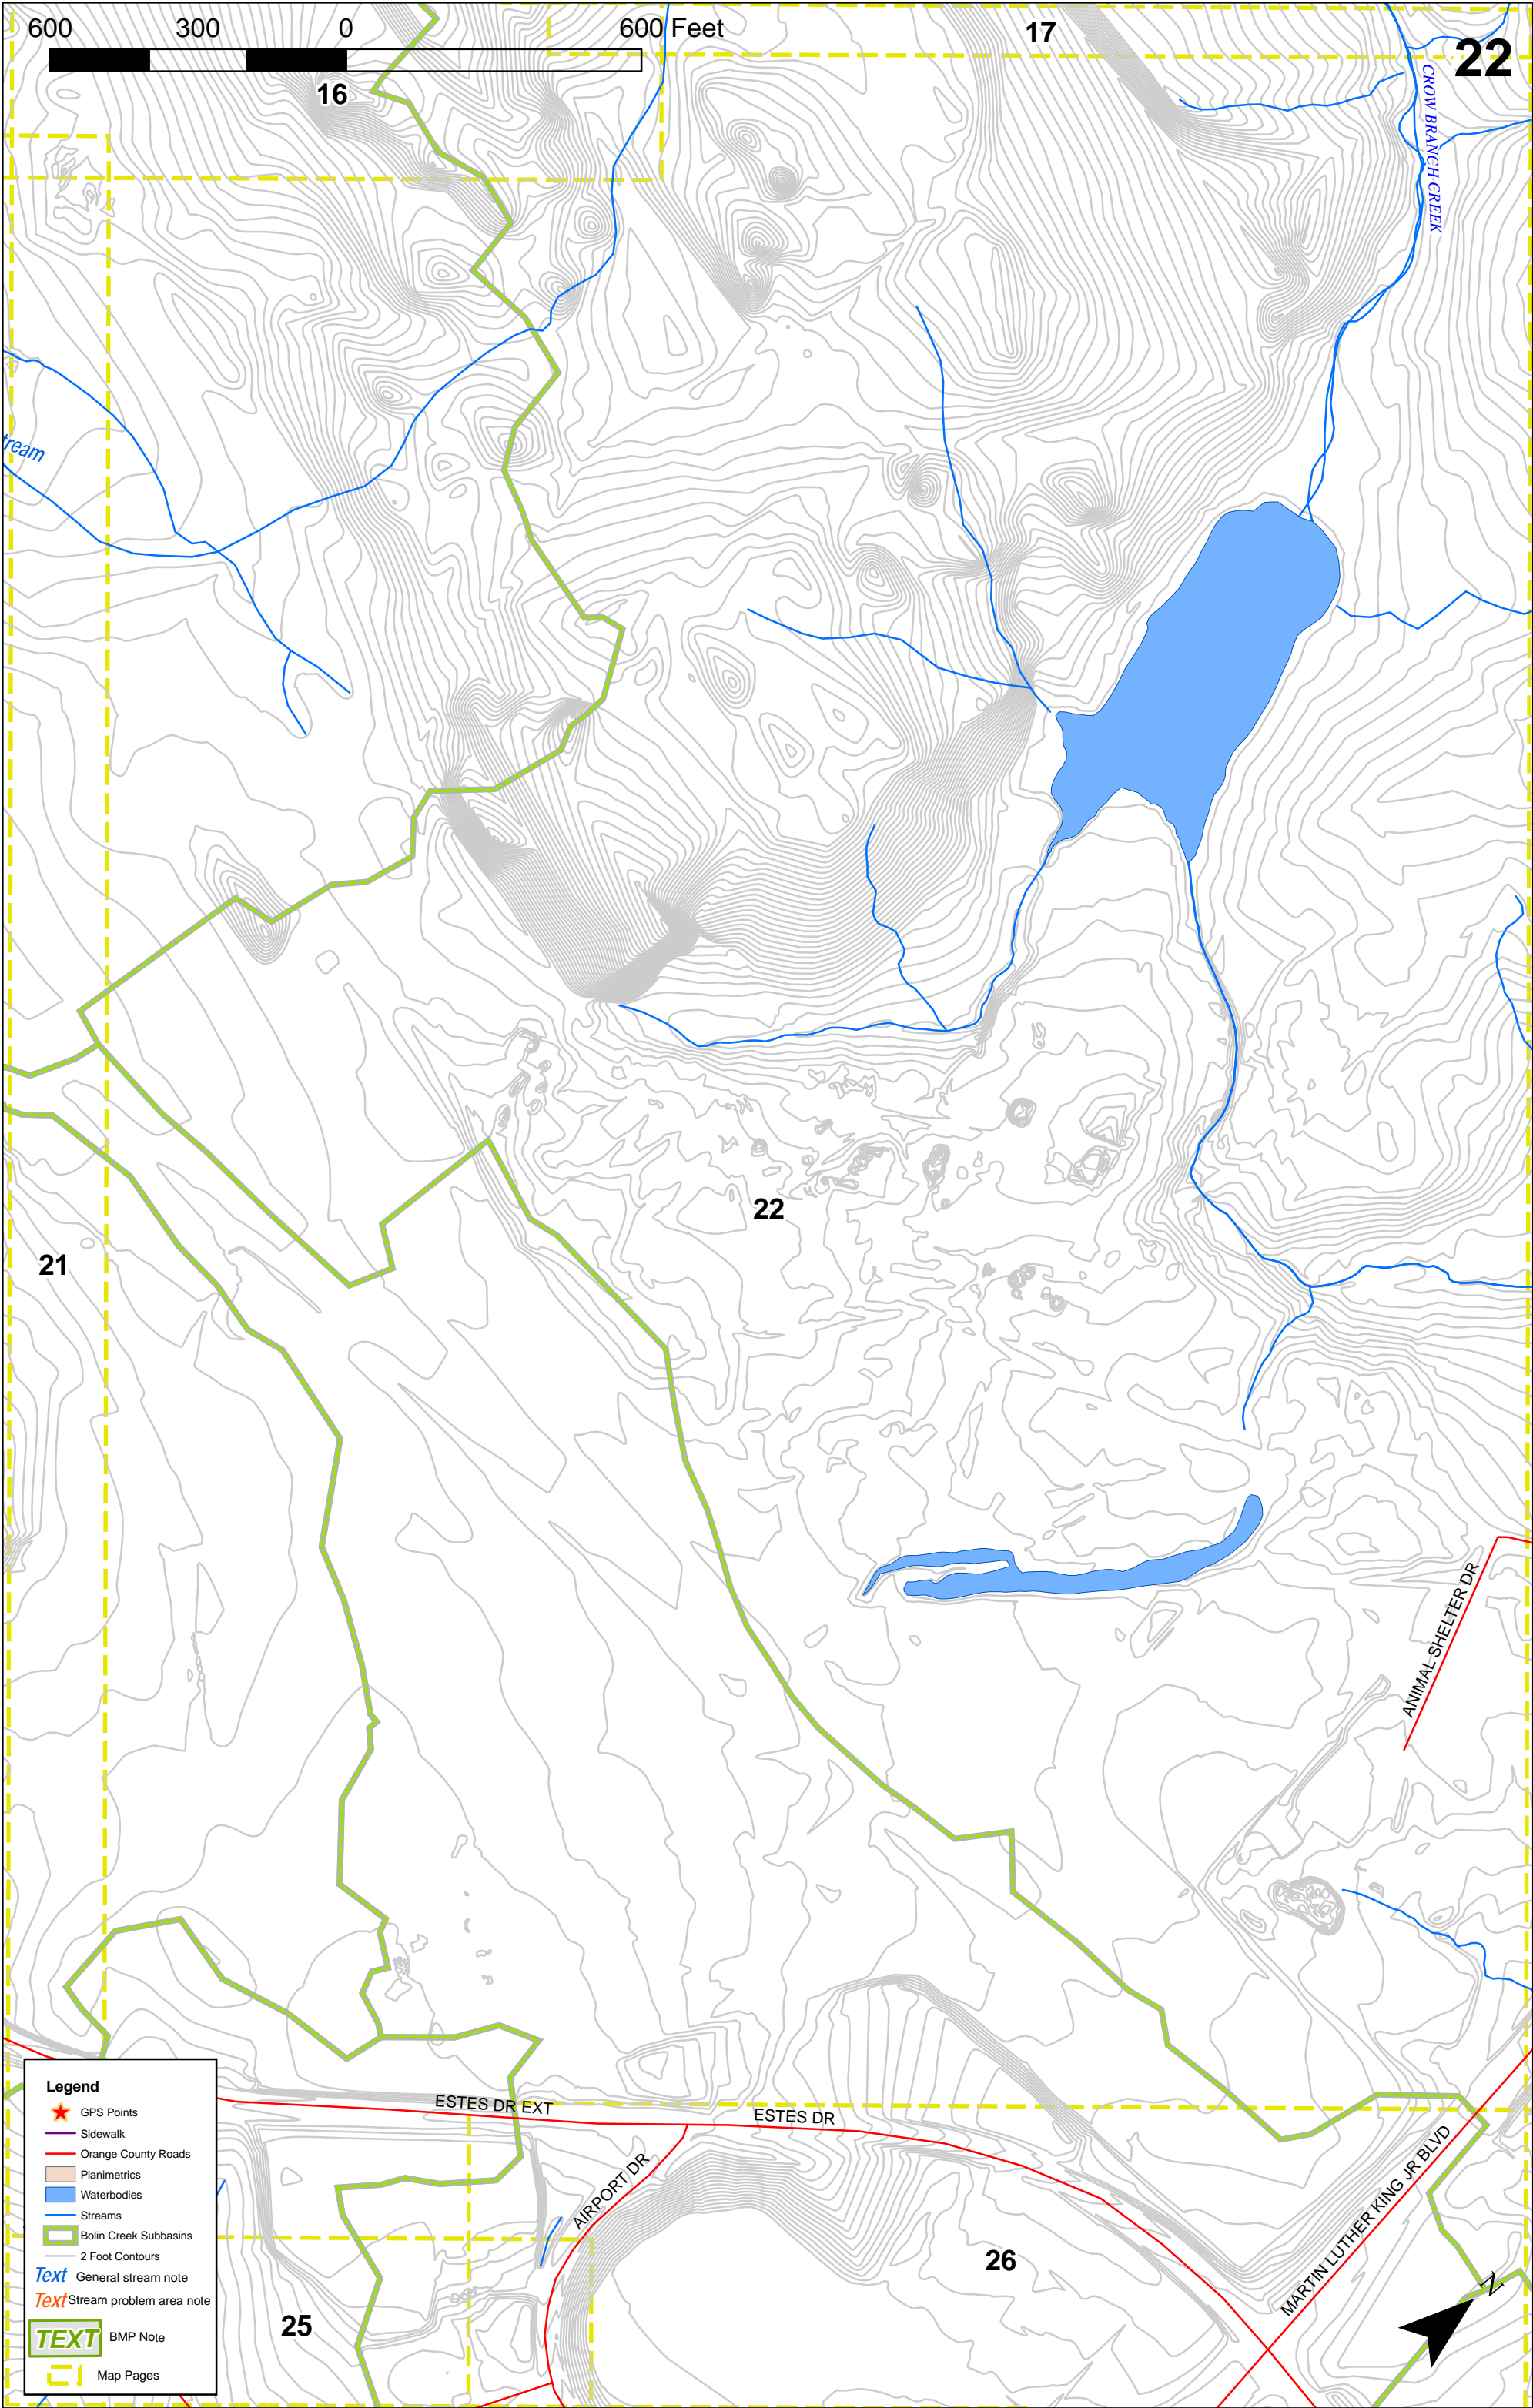 600 300 0 600 Feet
17
22
16
CROW BRANCH CREEK
tream
22
21
ANIMAL SHELTER DR
ESTES DR EXT
ESTES DR
AIRPORT DR
MARTIN LUTHER KING JR BLVD
26
25
N
Legend
GPS Points
Sidewalk
Orange County Roads
Planimetrics
Waterbodies
Streams
Bolin Creek Subbasins
2 Foot Contours
Text General stream note
Text Stream problem area note
TEXT BMP Note
Map Pages